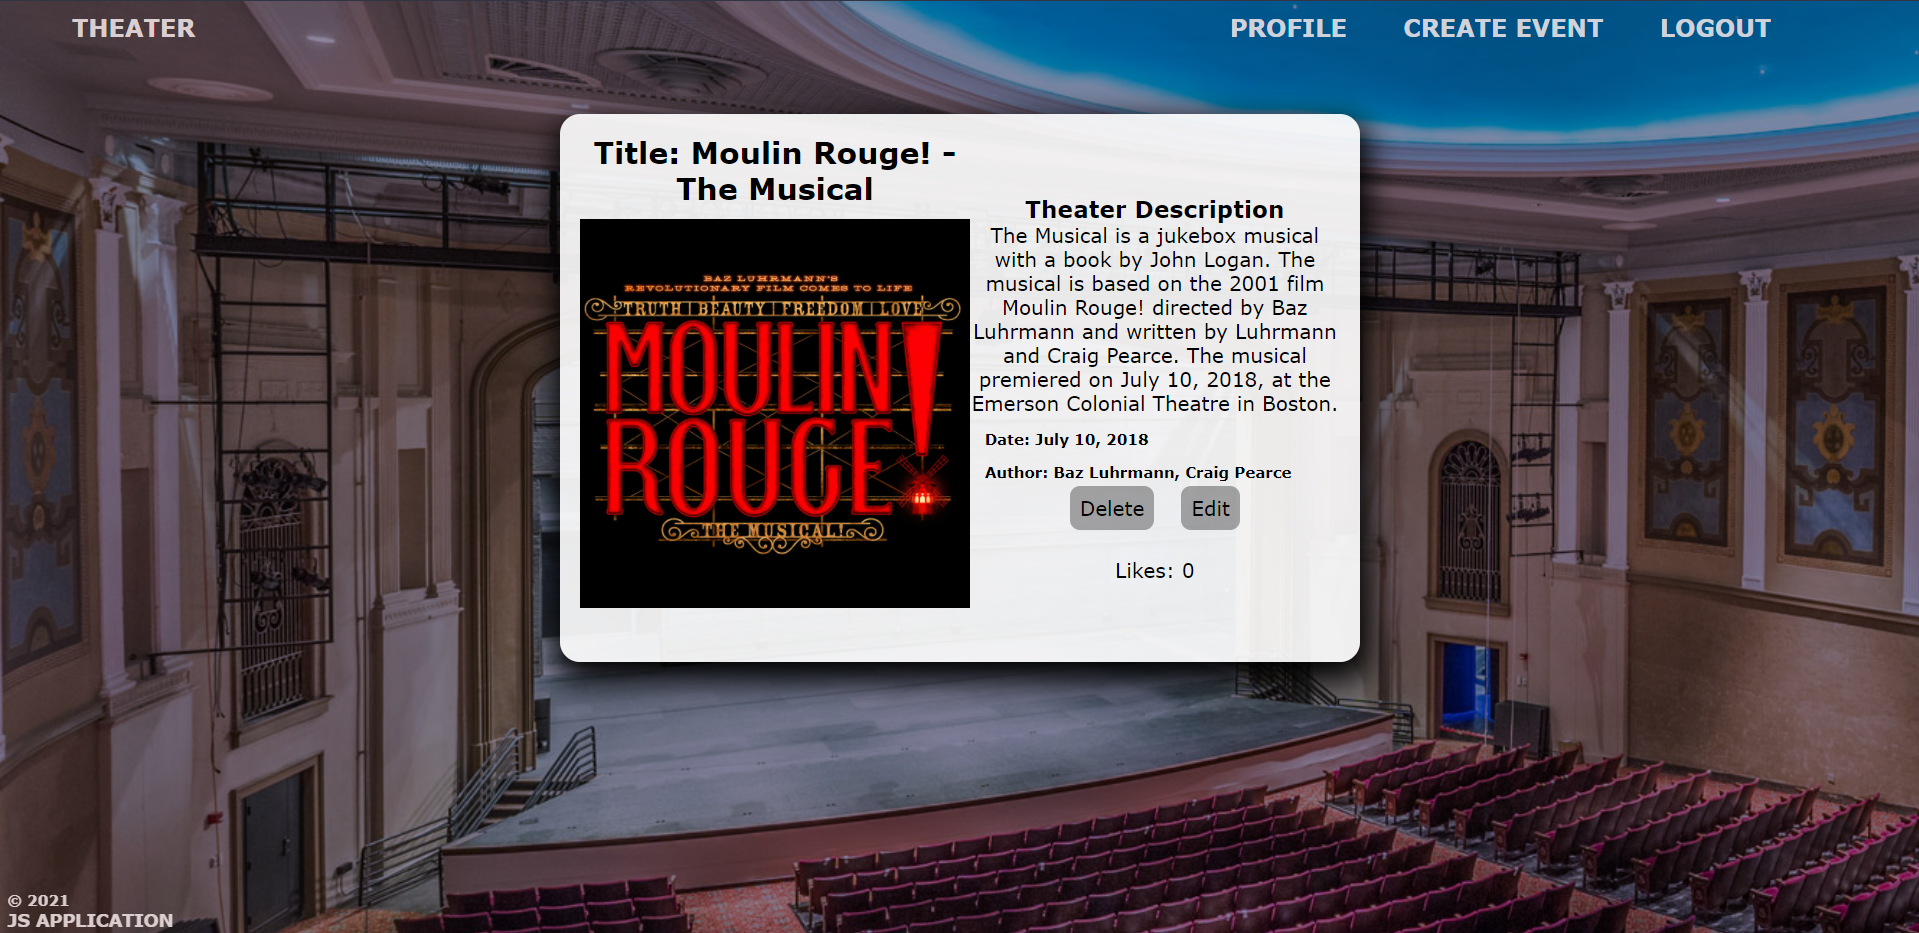 THEATER
PROFILE
CREATE EVENT
LOGOUT
Title: Moulin Rouge! -
The Musical
BAZ LUHRMANN'S
REVOLUTIONARY FILM COMES TO LIFE
TRUTH | BEAUTY | FREEDOM | LOVE
MOULIN
ROUGE!
THE MUSICAL!
Theater Description
The Musical is a jukebox musical
with a book by John Logan. The
musical is based on the 2001 film
Moulin Rouge! directed by Baz
Luhrmann and written by Luhrmann
and Craig Pearce. The musical
premiered on July 10, 2018, at the
Emerson Colonial Theatre in Boston.
Date: July 10, 2018
Author: Baz Luhrmann, Craig Pearce
Delete
Edit
Likes: 0
© 2021
JS APPLICATION